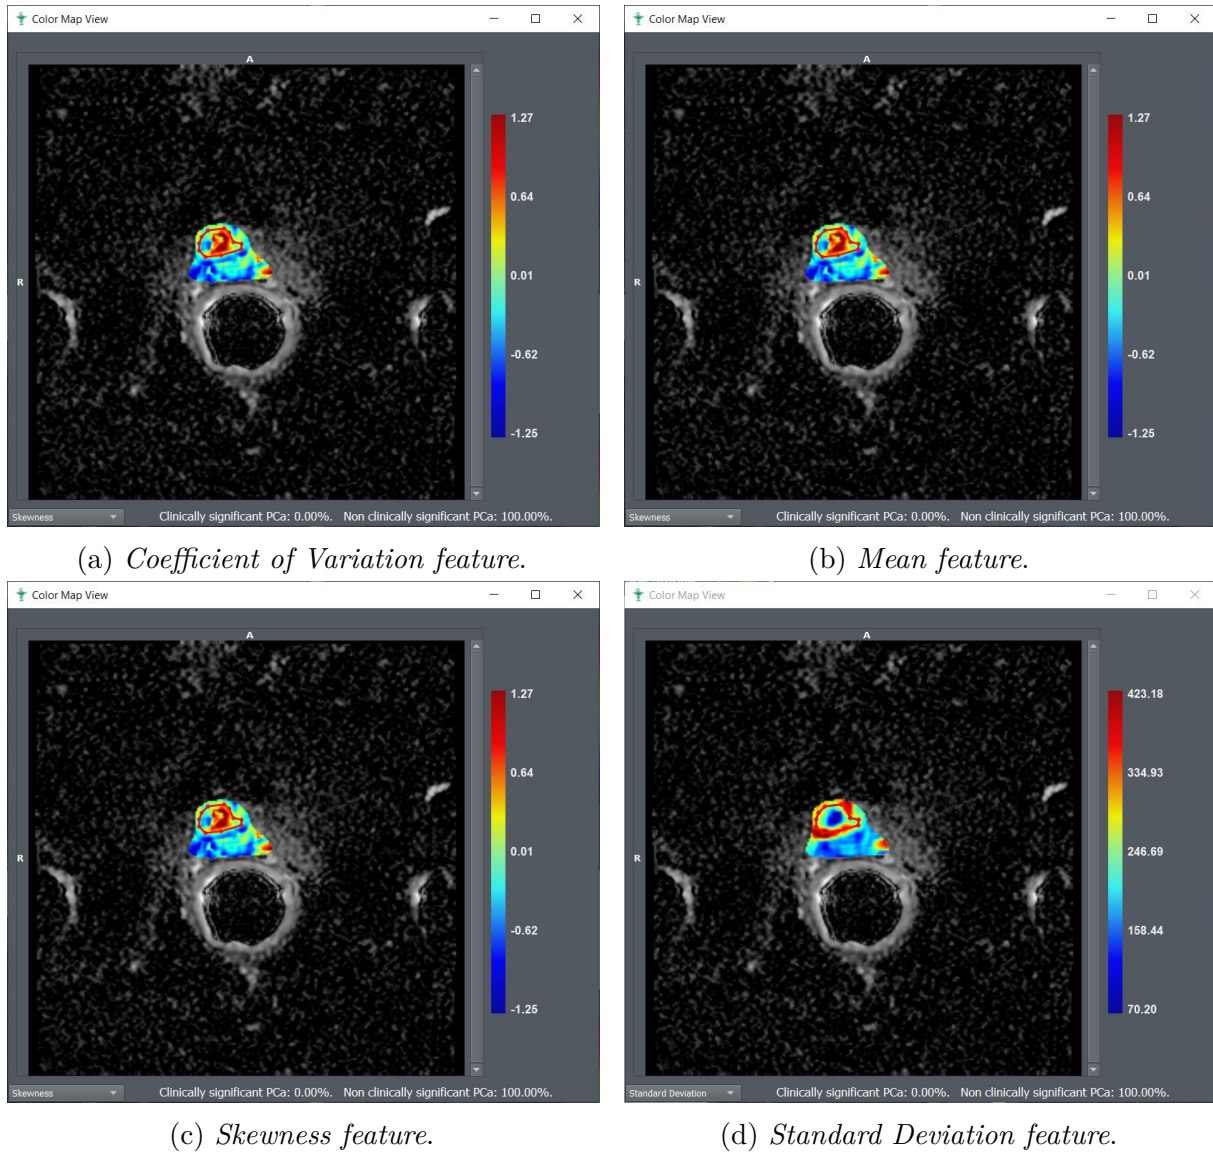 Color Map View
A
R
1.27
0.64
0.01
-0.62
-1.25
Skewness
Clinically significant PCa: 0.00%. Non clinically significant PCa: 100.00%.
(a) Coefficient of Variation feature.
Color Map View
A
R
1.27
0.64
0.01
-0.62
-1.25
Skewness
Clinically significant PCa: 0.00%. Non clinically significant PCa: 100.00%.
(b) Mean feature.
Color Map View
A
R
1.27
0.64
0.01
-0.62
-1.25
Skewness
Clinically significant PCa: 0.00%. Non clinically significant PCa: 100.00%.
(c) Skewness feature.
Color Map View
A
R
423.18
334.93
246.69
158.44
70.20
Standard Deviation
Clinically significant PCa: 0.00%. Non clinically significant PCa: 100.00%.
(d) Standard Deviation feature.